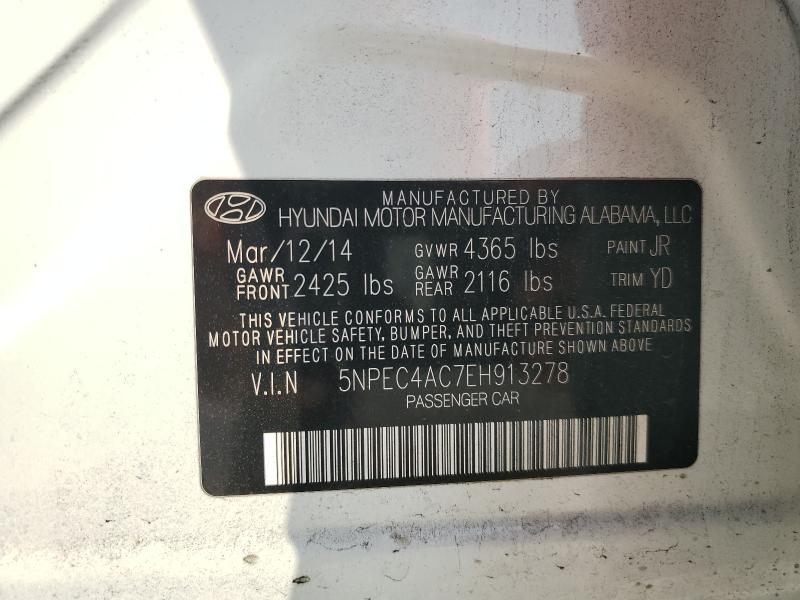 MANUFACTURED BY
HYUNDAI MOTOR MANUFACTURING ALABAMA, LLC
Mar/12/14 GVWR 4365 lbs PAINT JR
GAWR FRONT 2425 lbs GAWR REAR 2116 lbs TRIM YD
THIS VEHICLE CONFORMS TO ALL APPLICABLE U.S.A. FEDERAL
MOTOR VEHICLE SAFETY, BUMPER, AND THEFT PREVENTION STANDARDS
IN EFFECT ON THE DATE OF MANUFACTURE SHOWN ABOVE
V.I.N 5NPEC4AC7EH913278
PASSENGER CAR